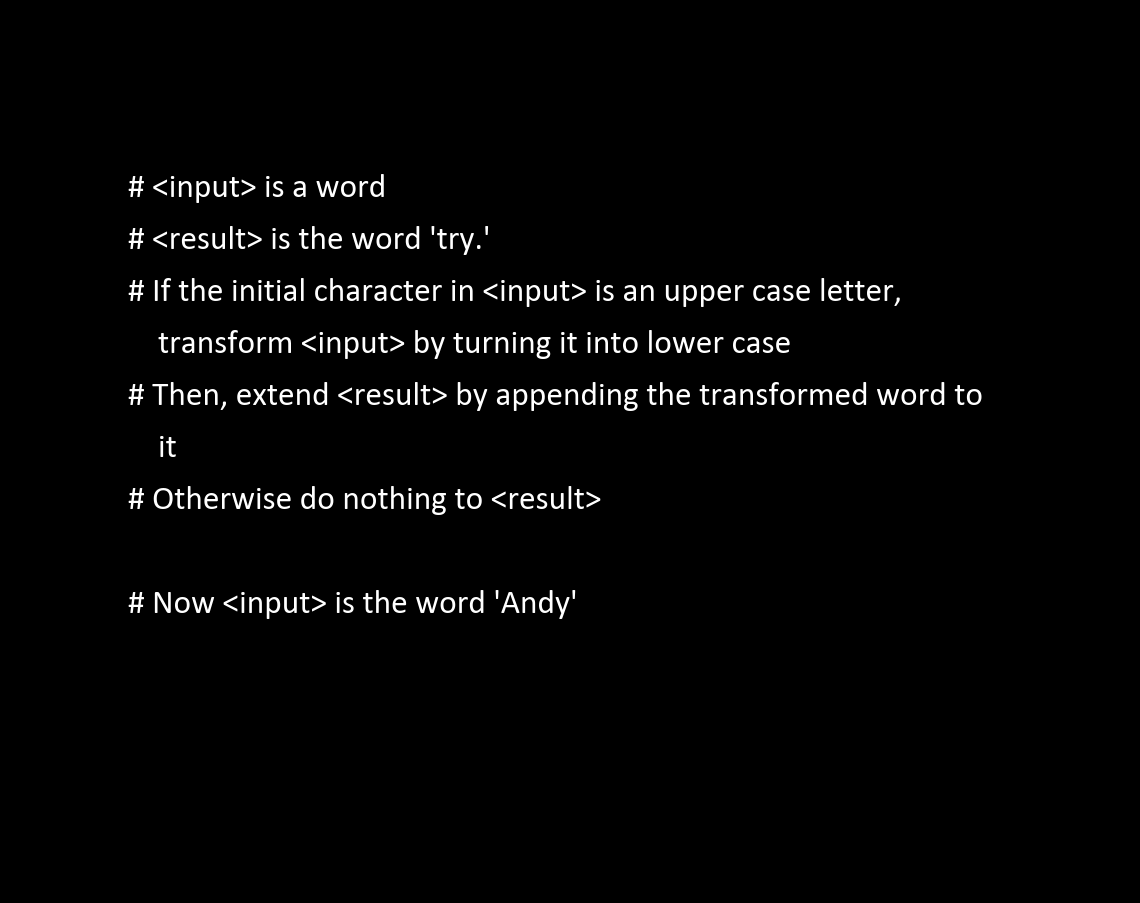 # <input> is a word
# <result> is the word 'try.'
# If the initial character in <input> is an upper case letter,
transform <input> by turning it into lower case
# Then, extend <result> by appending the transformed word to
it
# Otherwise do nothing to <result>
# Now <input> is the word 'Andy'